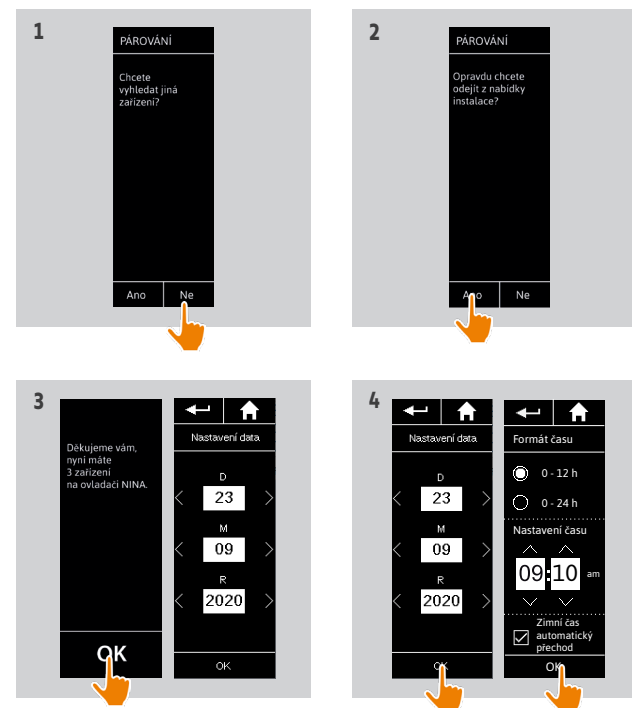 1
PÁROVÁNÍ
Chcete
vyhledat jiná
zařízení?
Ano Ne
2
PÁROVÁNÍ
Opravdu chcete
odejít z nabídky
instalace?
Ano Ne
3
Děkujeme vám,
nyní máte
3 zařízení
na ovladači NINA.
OK
Nastavení data
D
23
M
09
R
2020
OK
4
Nastavení data
D
23
M
09
R
2020
OK
Formát času
0 - 12 h
0 - 24 h
Nastavení času
09:10 am
Zimní čas
automatický
přechod
OK